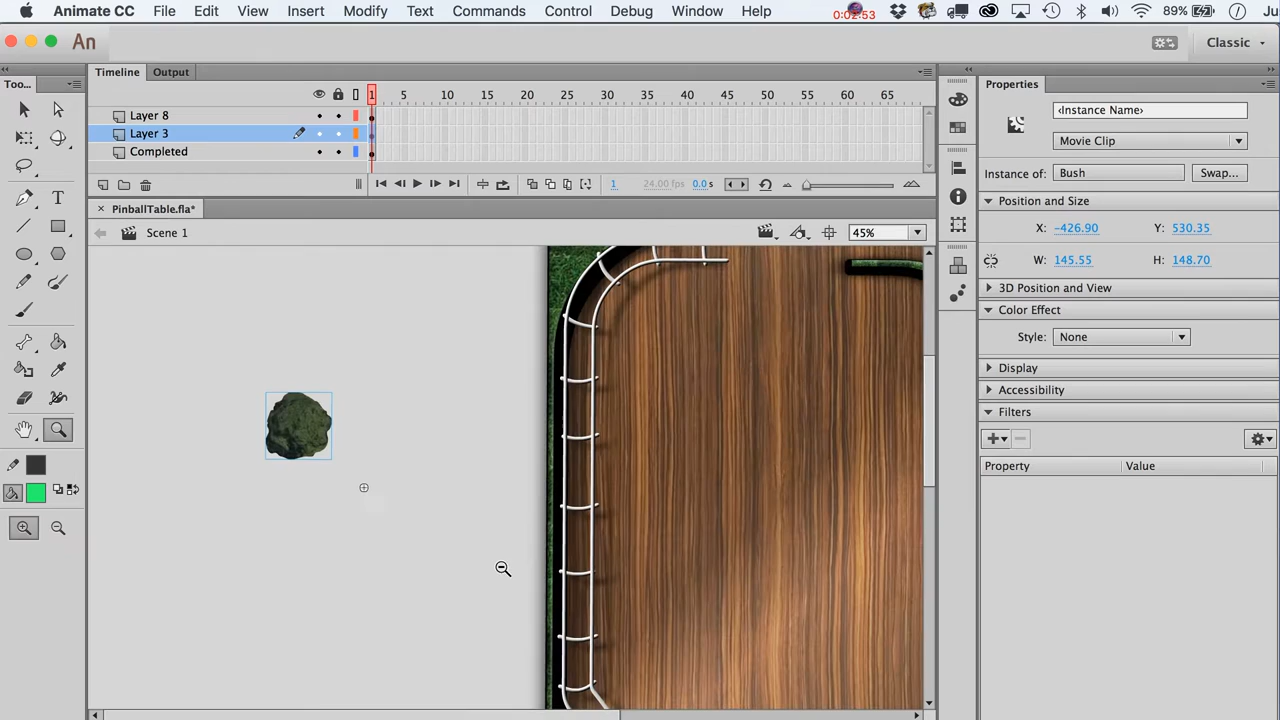 Animate CC File Edit View Insert Modify Text Commands Control Debug Window Help 0:02:53 89% Ju
An Classic
Too... Timeline Output Properties
1 5 10 15 20 25 30 35 40 45 50 55 60 65
Layer 8
Layer 3
Completed
1 24.00 fps 0.0 s
PinballTable.fla*
Scene 1 45%
‹Instance Name›
Movie Clip
Instance of: Bush Swap...
Position and Size
X: -426.90 Y: 530.35
W: 145.55 H: 148.70
3D Position and View
Color Effect
Style: None
Display
Accessibility
Filters
Property Value